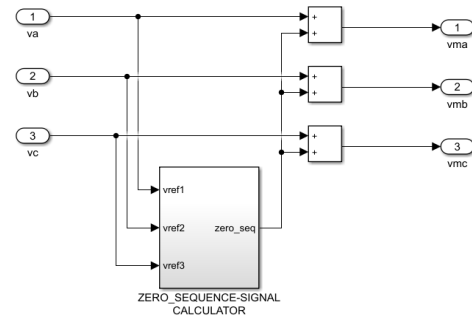 1
va
+
+
1
vma
2
vb
+
+
2
vmb
3
vc
+
+
3
vmc
vref1
vref2
zero_seq
vref3
ZERO_SEQUENCE-SIGNAL
CALCULATOR